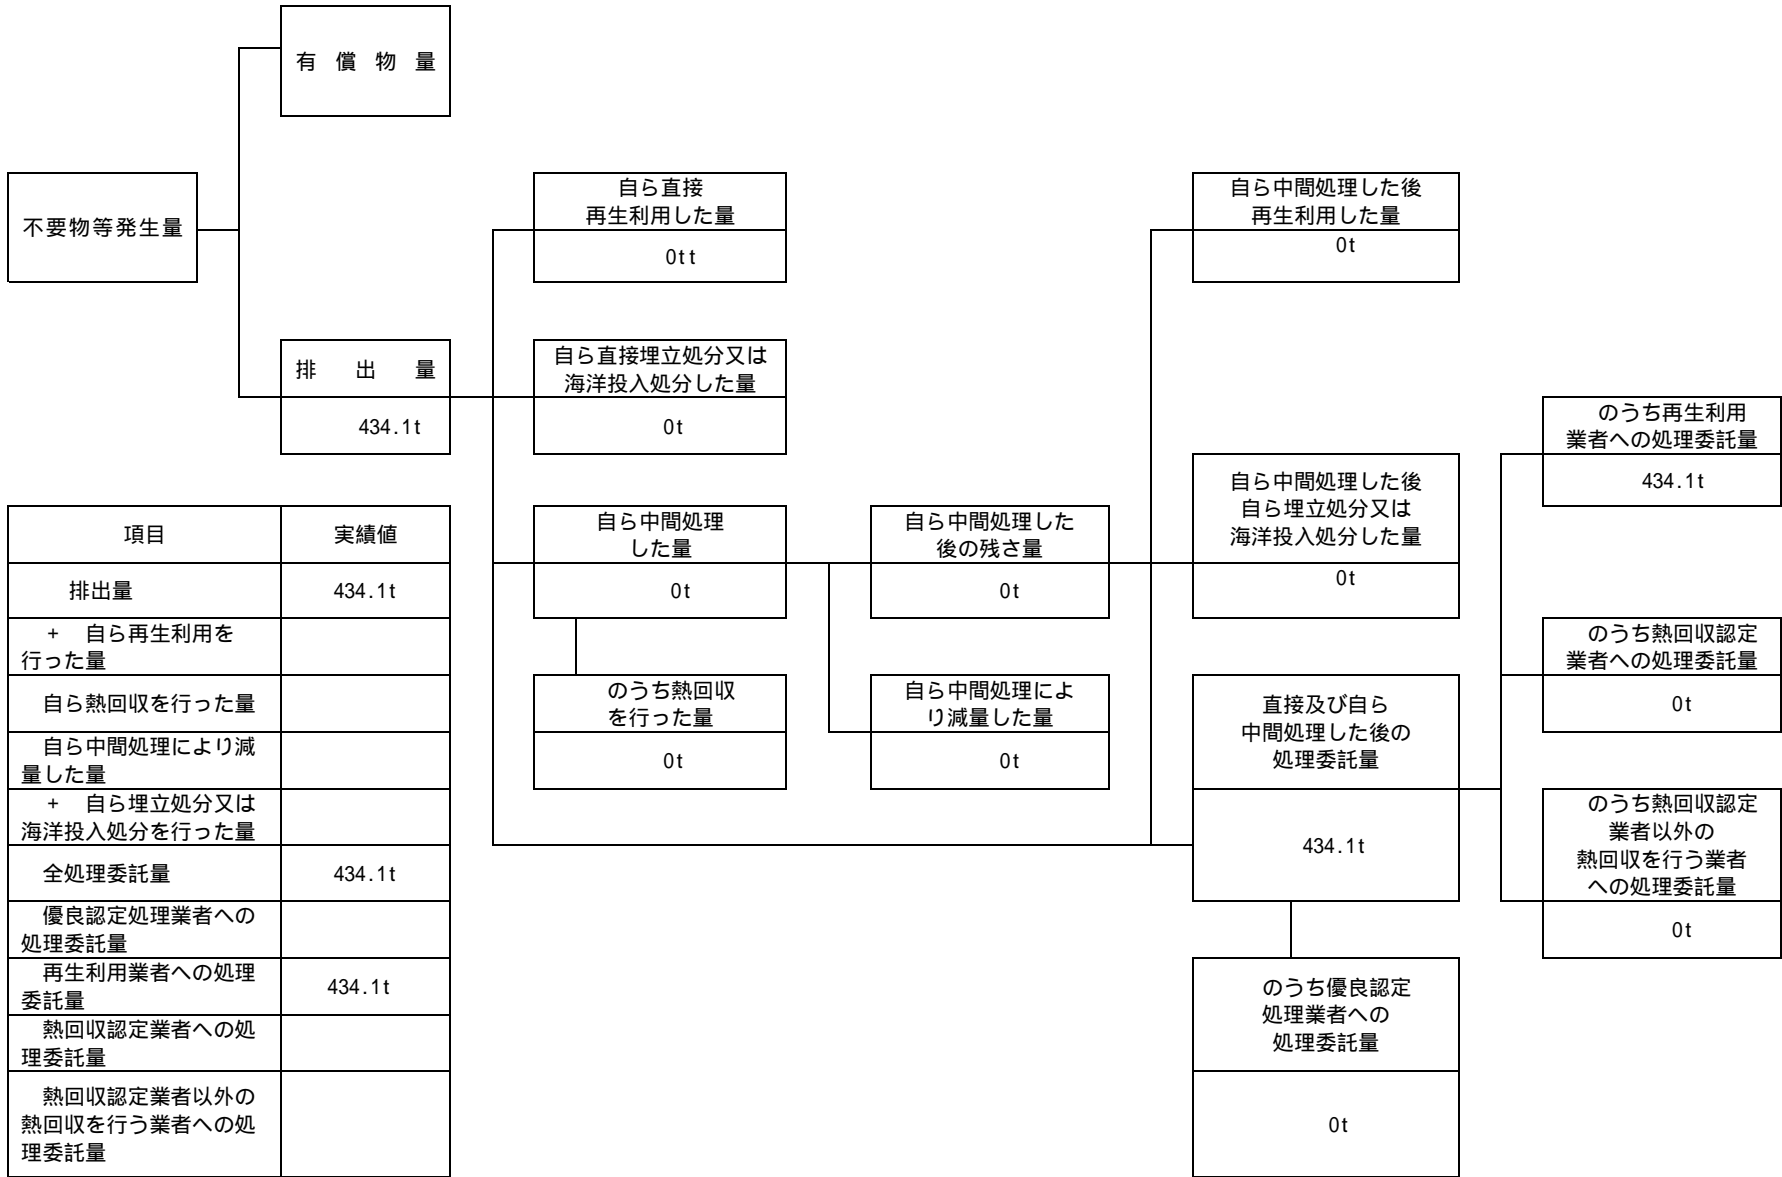 有 償 物 量
不要物等発生量
自ら直接
再生利用した量
0tt
自ら中間処理した後
再生利用した量
0t
排 出 量
434.1t
自ら直接埋立処分又は
海洋投入処分した量
0t
のうち再生利用
業者への処理委託量
434.1t
自ら中間処理した後
自ら埋立処分又は
海洋投入処分した量
0t
自ら中間処理
した量
0t
自ら中間処理した
後の残さ量
0t
のうち熱回収認定
業者への処理委託量
0t
のうち熱回収
を行った量
0t
自ら中間処理によ
り減量した量
0t
直接及び自ら
中間処理した後の
処理委託量
434.1t
のうち熱回収認定
業者以外の
熱回収を行う業者
への処理委託量
0t
のうち優良認定
処理業者への
処理委託量
0t
項目 実績値
排出量 434.1t
+ 自ら再生利用を
行った量
自ら熱回収を行った量
自ら中間処理により減
量した量
+ 自ら埋立処分又は
海洋投入処分を行った量
全処理委託量 434.1t
優良認定処理業者への
処理委託量
再生利用業者への処理
委託量 434.1t
熱回収認定業者への処
理委託量
熱回収認定業者以外の
熱回収を行う業者への処
理委託量